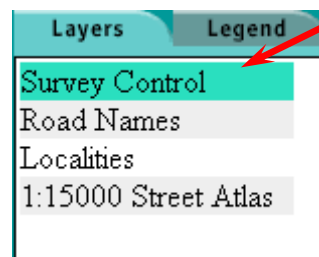 Layers Legend
Survey Control
Road Names
Localities
1:15000 Street Atlas